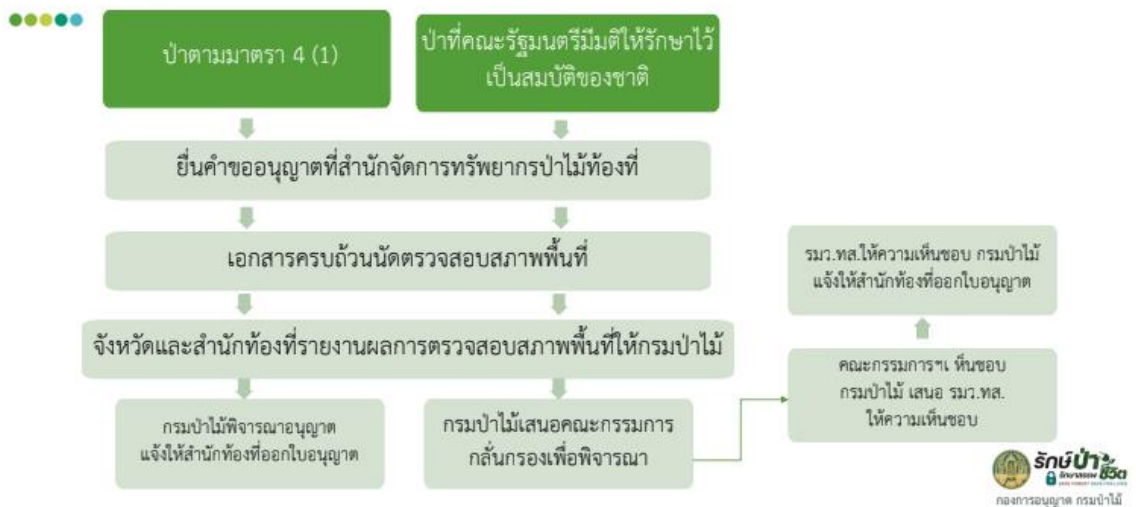 ป่าตามมาตรา 4 (1)
ป่าที่คณะรัฐมนตรีมีมติให้รักษาไว้
เป็นสมบัติของชาติ
ยื่นคำขออนุญาตที่สำนักจัดการทรัพยากรป่าไม้ท้องที่
เอกสารครบถ้วนนัดตรวจสอบสภาพพื้นที่
จังหวัดและสำนักท้องที่รายงานผลการตรวจสอบสภาพพื้นที่ให้กรมป่าไม้
กรมป่าไม้พิจารณาอนุญาต
แจ้งให้สำนักท้องที่ออกใบอนุญาต
กรมป่าไม้เสนอคณะกรรมการ
กลั่นกรองเพื่อพิจารณา
คณะกรรมการฯเ ห็นชอบ
กรมป่าไม้ เสนอ รมว.ทส.
ให้ความเห็นชอบ
รมว.ทส.ให้ความเห็นชอบ กรมป่าไม้
แจ้งให้สำนักท้องที่ออกใบอนุญาต
รักษ์ป่า
รักษาธรรมชีวิต
กองการอนุญาต กรมป่าไม้